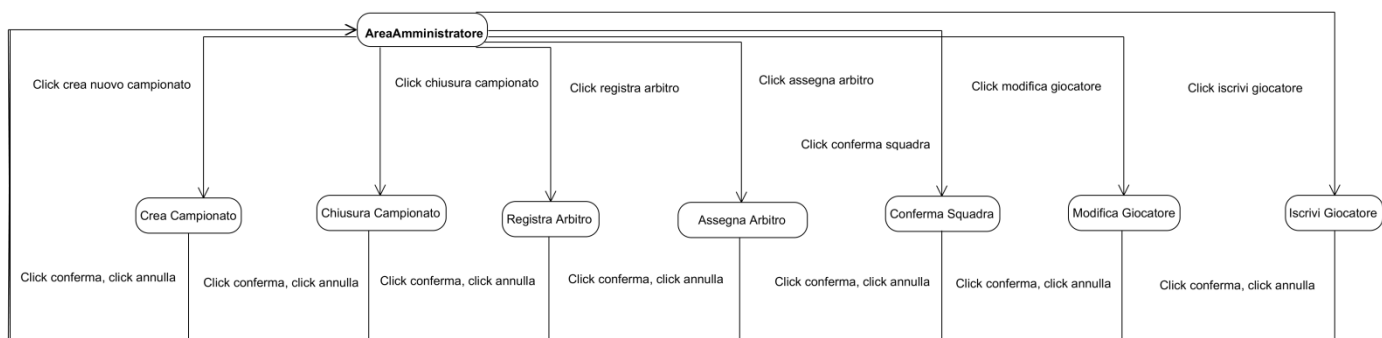 AreaAmministratore
Click crea nuovo campionato
Click chiusura campionato
Click registra arbitro
Click assegna arbitro
Click modifica giocatore
Click iscrivi giocatore
Click conferma squadra
Crea Campionato
Chiusura Campionato
Registra Arbitro
Assegna Arbitro
Conferma Squadra
Modifica Giocatore
Iscrivi Giocatore
Click conferma, click annulla
Click conferma, click annulla
Click conferma, click annulla
Click conferma, click annulla
Click conferma, click annulla
Click conferma, click annulla
Click conferma, click annulla